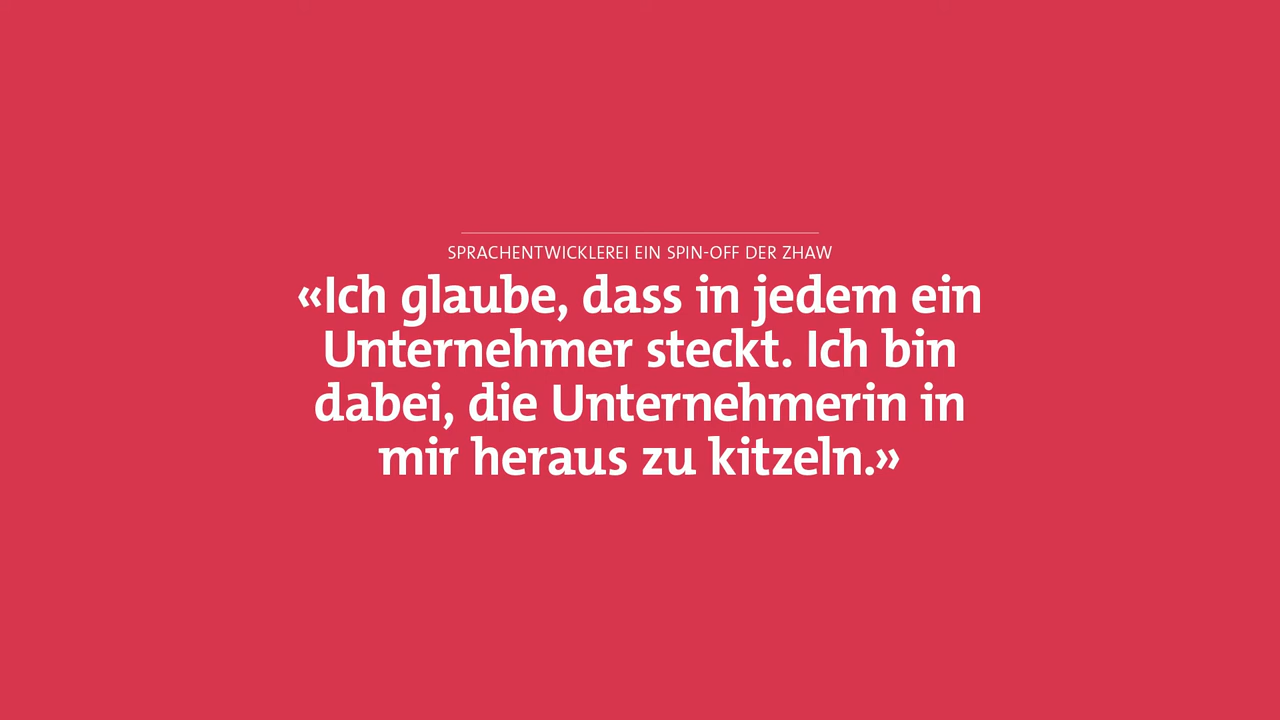 SPRACHENTWICKLEREI EIN SPIN-OFF DER ZHAW
«Ich glaube, dass in jedem ein
Unternehmer steckt. Ich bin
dabei, die Unternehmerin in
mir heraus zu kitzeln.»